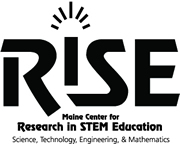 RiSE
Maine Center for
Research in STEM Education
Science, Technology, Engineering, & Mathematics